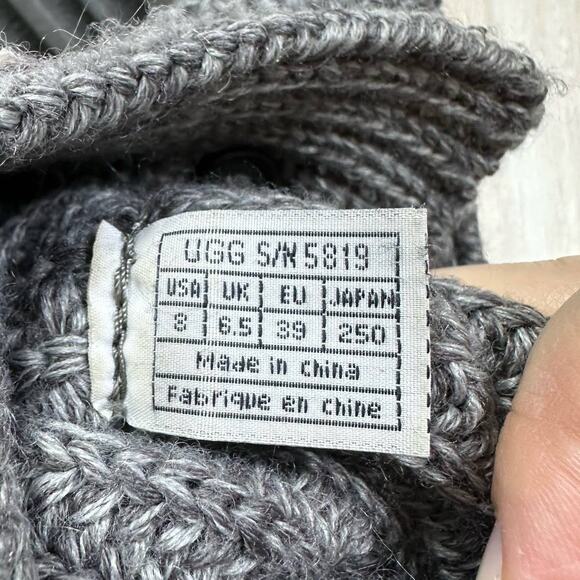 UGG S/N 5819
USA UK EU JAPAN
8 6.5 39 250
Made in China
Fabrique en chine